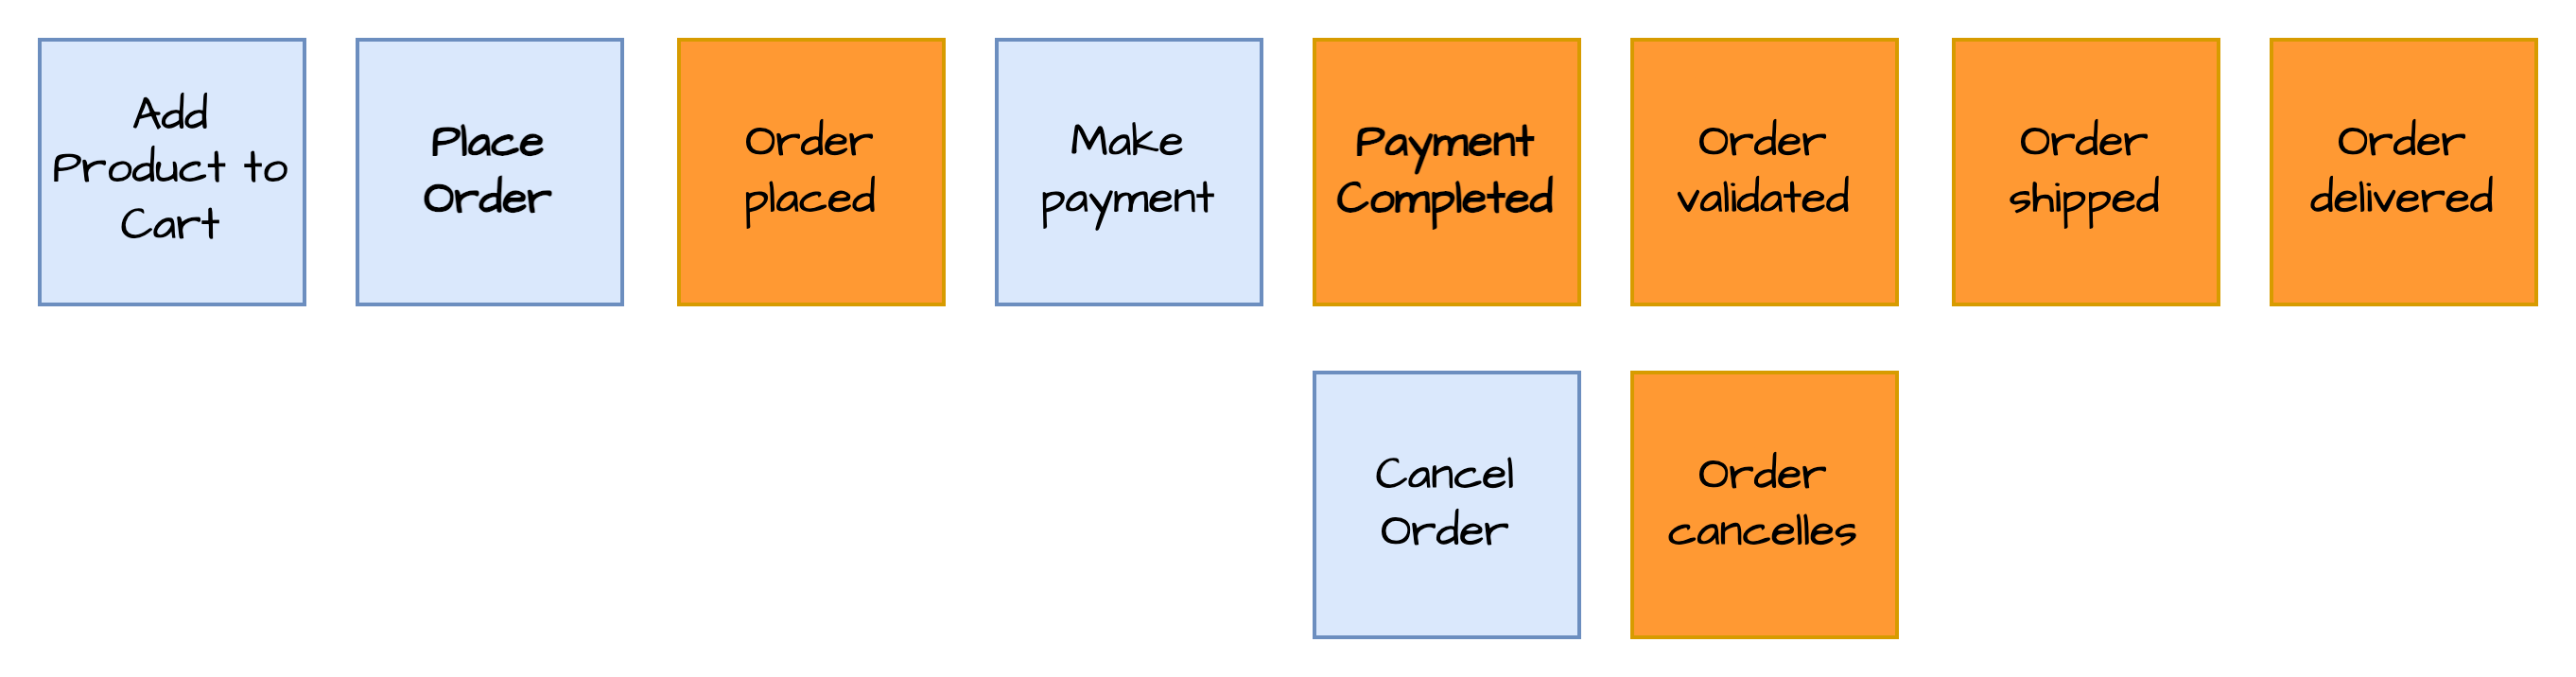 Add
Product to
Cart
Place
Order
Order
placed
Make
payment
Payment
Completed
Order
validated
Order
shipped
Order
delivered
Cancel
Order
Order
cancelles